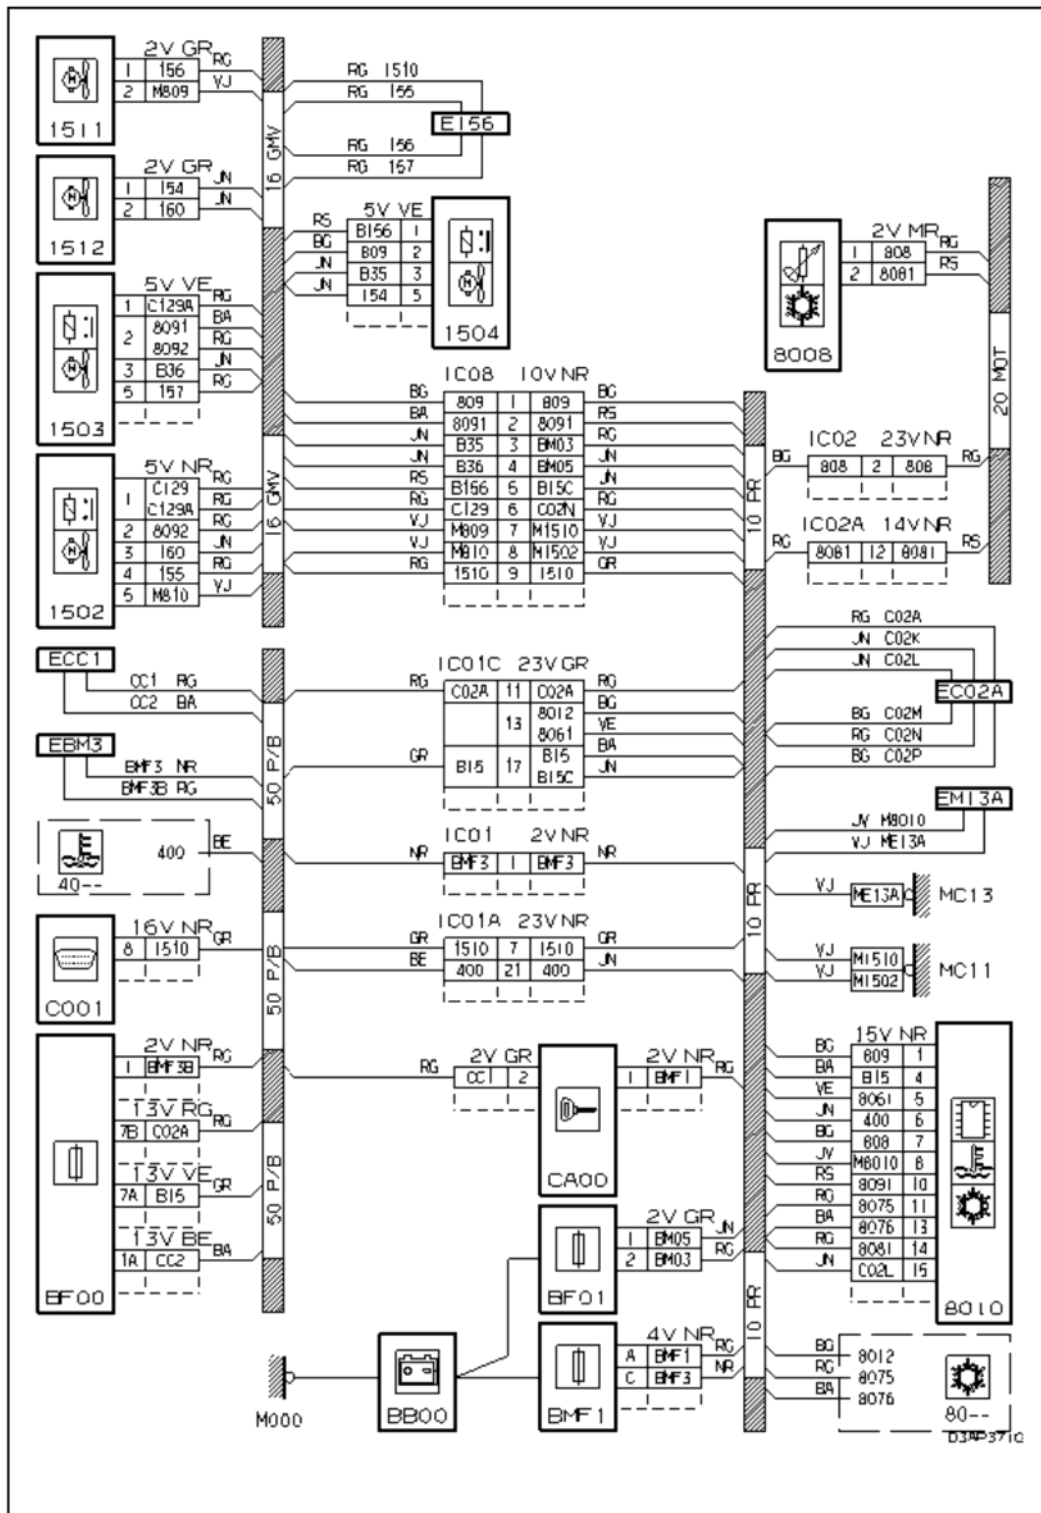 2V GR
1 156 RG
2 M809 VJ
1511
2V GR
1 154 JN
2 160 JN
1512
5V VE
1 C129A RG
2 8091 BA
8092 RG
3 B36 JN
5 157 RG
1503
5V NR
1 C129 RG
C129A RG
2 8092 RG
3 160 JN
4 155 RG
5 M810 VJ
1502
16 GMV
16 GMV
RG 1510
RG 155
E156
RG 156
RG 157
5V VE
RS B156 1
BG B09 2
JN B35 3
JN 154 5
1504
2V MR
1 808 RG
2 8081 RS
8008
20 MOT
IC08 10V NR
BG 809 1 809 BG
BA 8091 2 8091 RS
JN B35 3 BM03 RG
JN B36 4 BM05 JN
RS B156 5 B15C JN
RG C129 6 C02N RG
VJ M809 7 M1510 VJ
VJ M810 8 M1502 VJ
RG 1510 9 1510 GR
10 PR
IC02 23V NR
BG 808 2 808 RG
IC02A 14V NR
RG 8081 12 8081 RS
ECC1
CC1 RG
CC2 BA
EBM3
BMF3 NR
BMF3B RG
400 BE
40--
16V NR
8 1510 GR
C001
2V NR
1 BMF3B RG
13V RG
7B C02A RG
13V VE
7A B15 GR
13V BE
1A CC2 BA
BF00
50 P/B
50 P/B
50 P/B
IC01C 23V GR
RG C02A 11 C02A RG
13 8012 BG
8061 VE
GR B15 17 B15 BA
B15C JN
IC01 2V NR
NR BMF3 1 BMF3 NR
IC01A 23V NR
GR 1510 7 1510 GR
BE 400 21 400 JN
2V GR
RG CC1 2
2V NR
1 BMF1 RG
CA00
2V GR
1 BM05 JN
2 BM03 RG
BF01
4V NR
A BMF1 RG
C BMF3 NR
BMF1
BB00
M000
10 PR
10 PR
RG C02A
JN C02K
JN C02L
EC02A
BG C02M
RG C02N
BG C02P
EM13A
JV M8010
VJ ME13A
VJ ME13A MC13
VJ M1510
VJ M1502
MC11
15V NR
BG 809 1
BA B15 4
VE 8061 5
JN 400 6
BG 808 7
JV M8010 8
RS 8091 10
RG 8075 11
BA 8076 13
RG 8081 14
JN C02L 15
8010
BG 8012
RG 8075
BA 8076
80--
D3AP371G